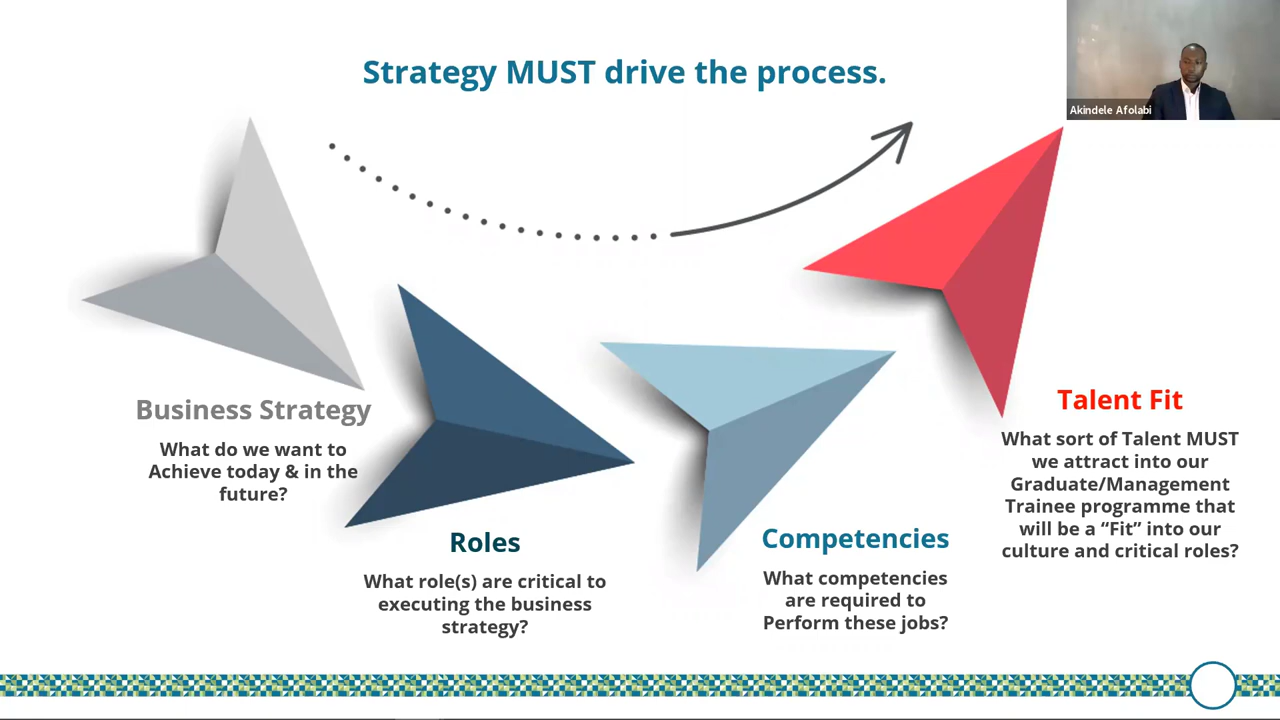 Strategy MUST drive the process.
Akindele Afolabi
Business Strategy
What do we want to
Achieve today & in the
future?
Roles
What role(s) are critical to
executing the business
strategy?
Competencies
What competencies
are required to
Perform these jobs?
Talent Fit
What sort of Talent MUST
we attract into our
Graduate/Management
Trainee programme that
will be a “Fit” into our
culture and critical roles?